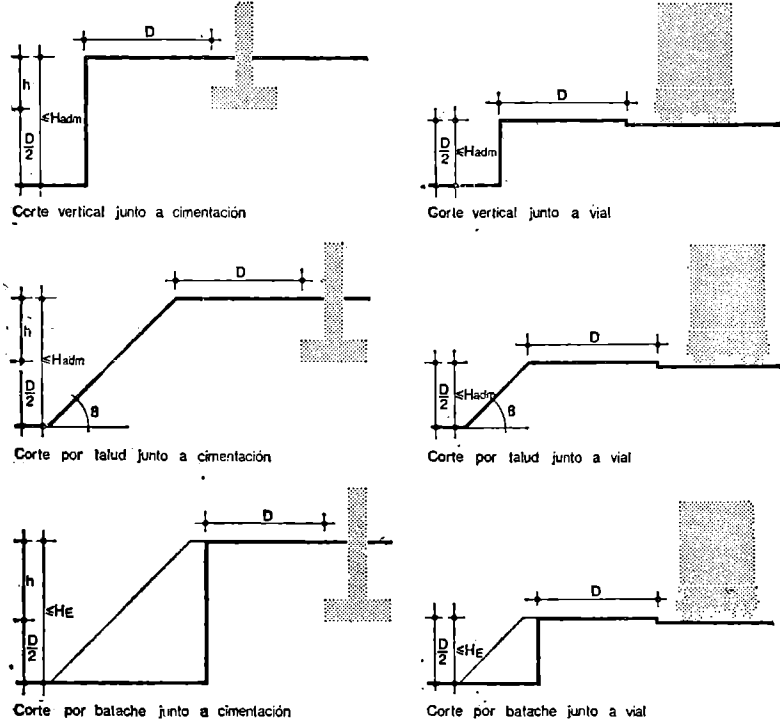 D
h
≤Hadm
D/2
Corte vertical junto a cimentación
D
D/2
≤Hadm
Corte vertical junto a vial
D
h
≤Hadm
D/2
B
Corte por talud junto a cimentación
D
D/2
≤Hadm
B
Corte por talud junto a vial
D
h
≤HE
D/2
Corte por batache junto a cimentación
D
D/2
≤HE
Corte por batache junto a vial